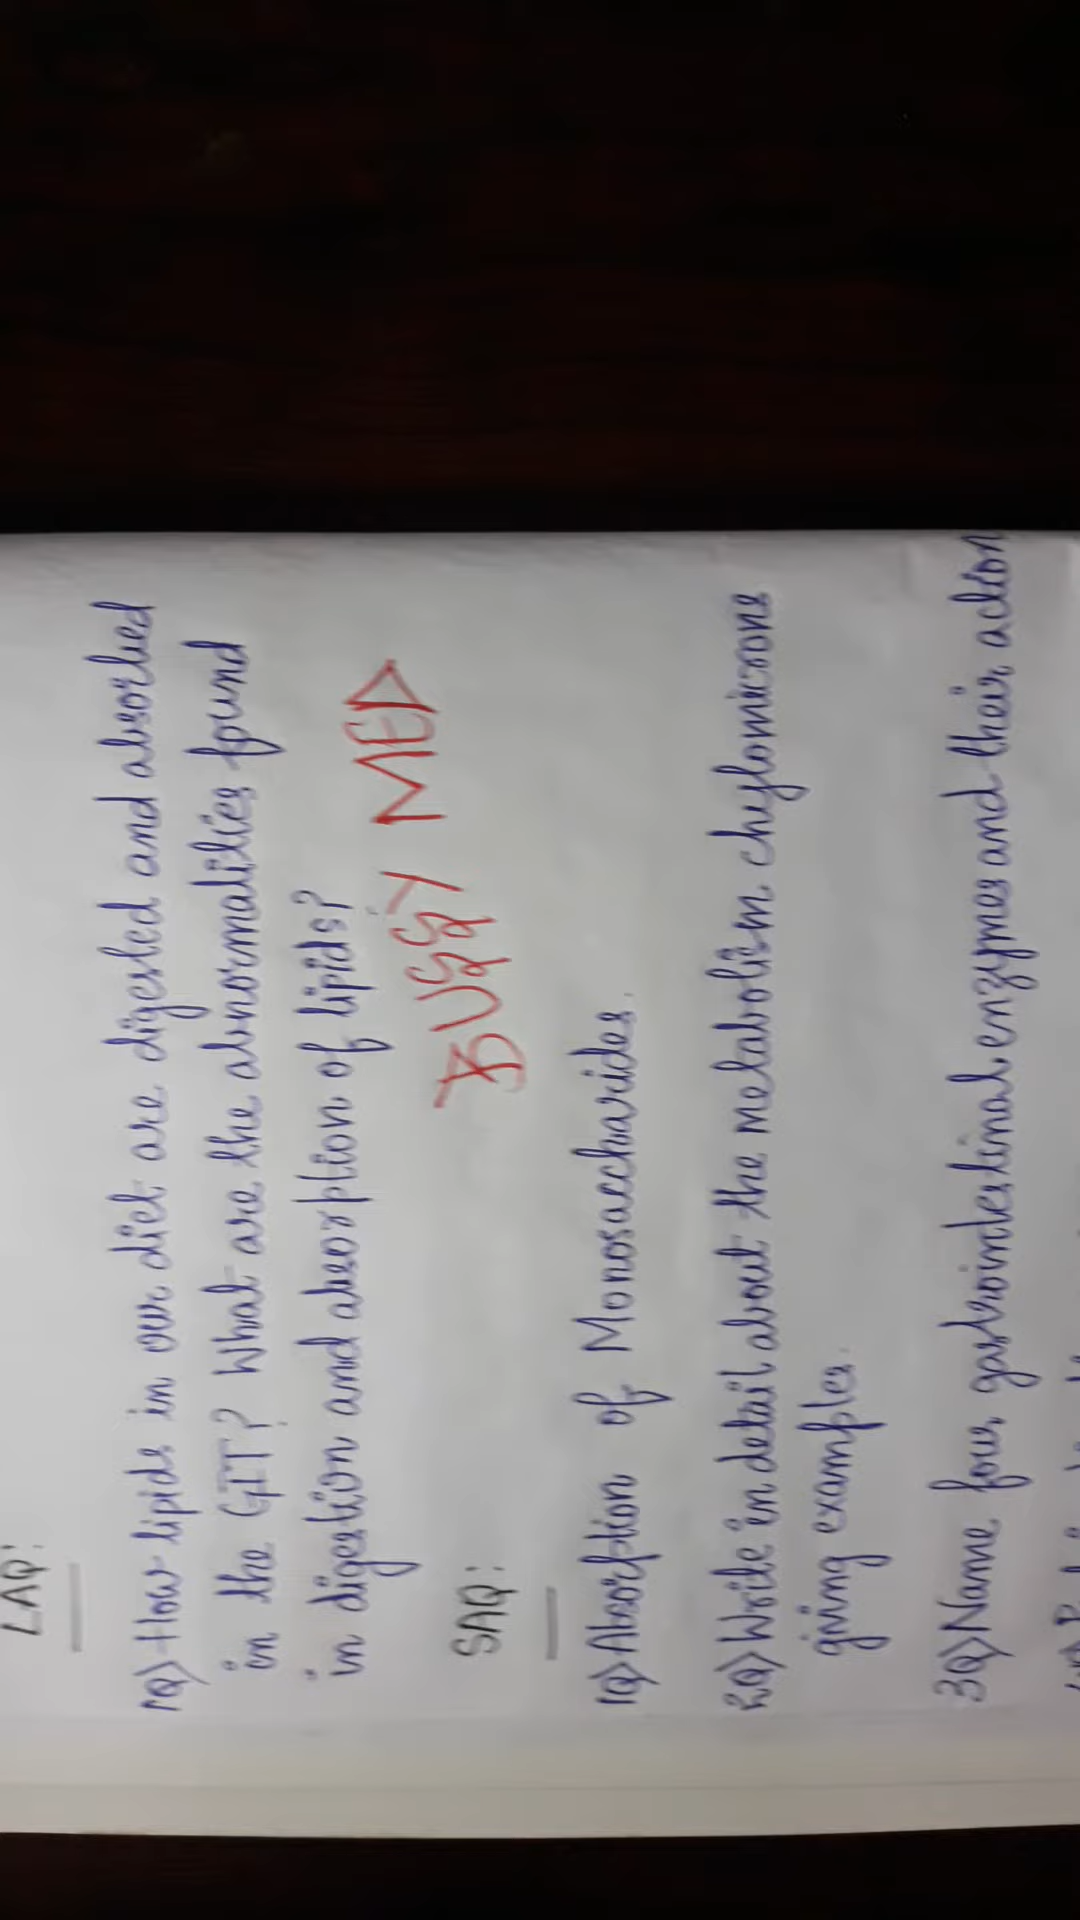 LAQ:
1Q) How lipids in our diet are digested and absorbed
in the GIT? What are the abnormalities found
in digestion and absorption of lipids?
BUGGY MED
SAQ:
1Q) Absorption of Monosaccharides.
2Q) Write in detail about the metabolism chylomicrons
giving examples.
3Q) Name four gastrointestinal enzymes and their action